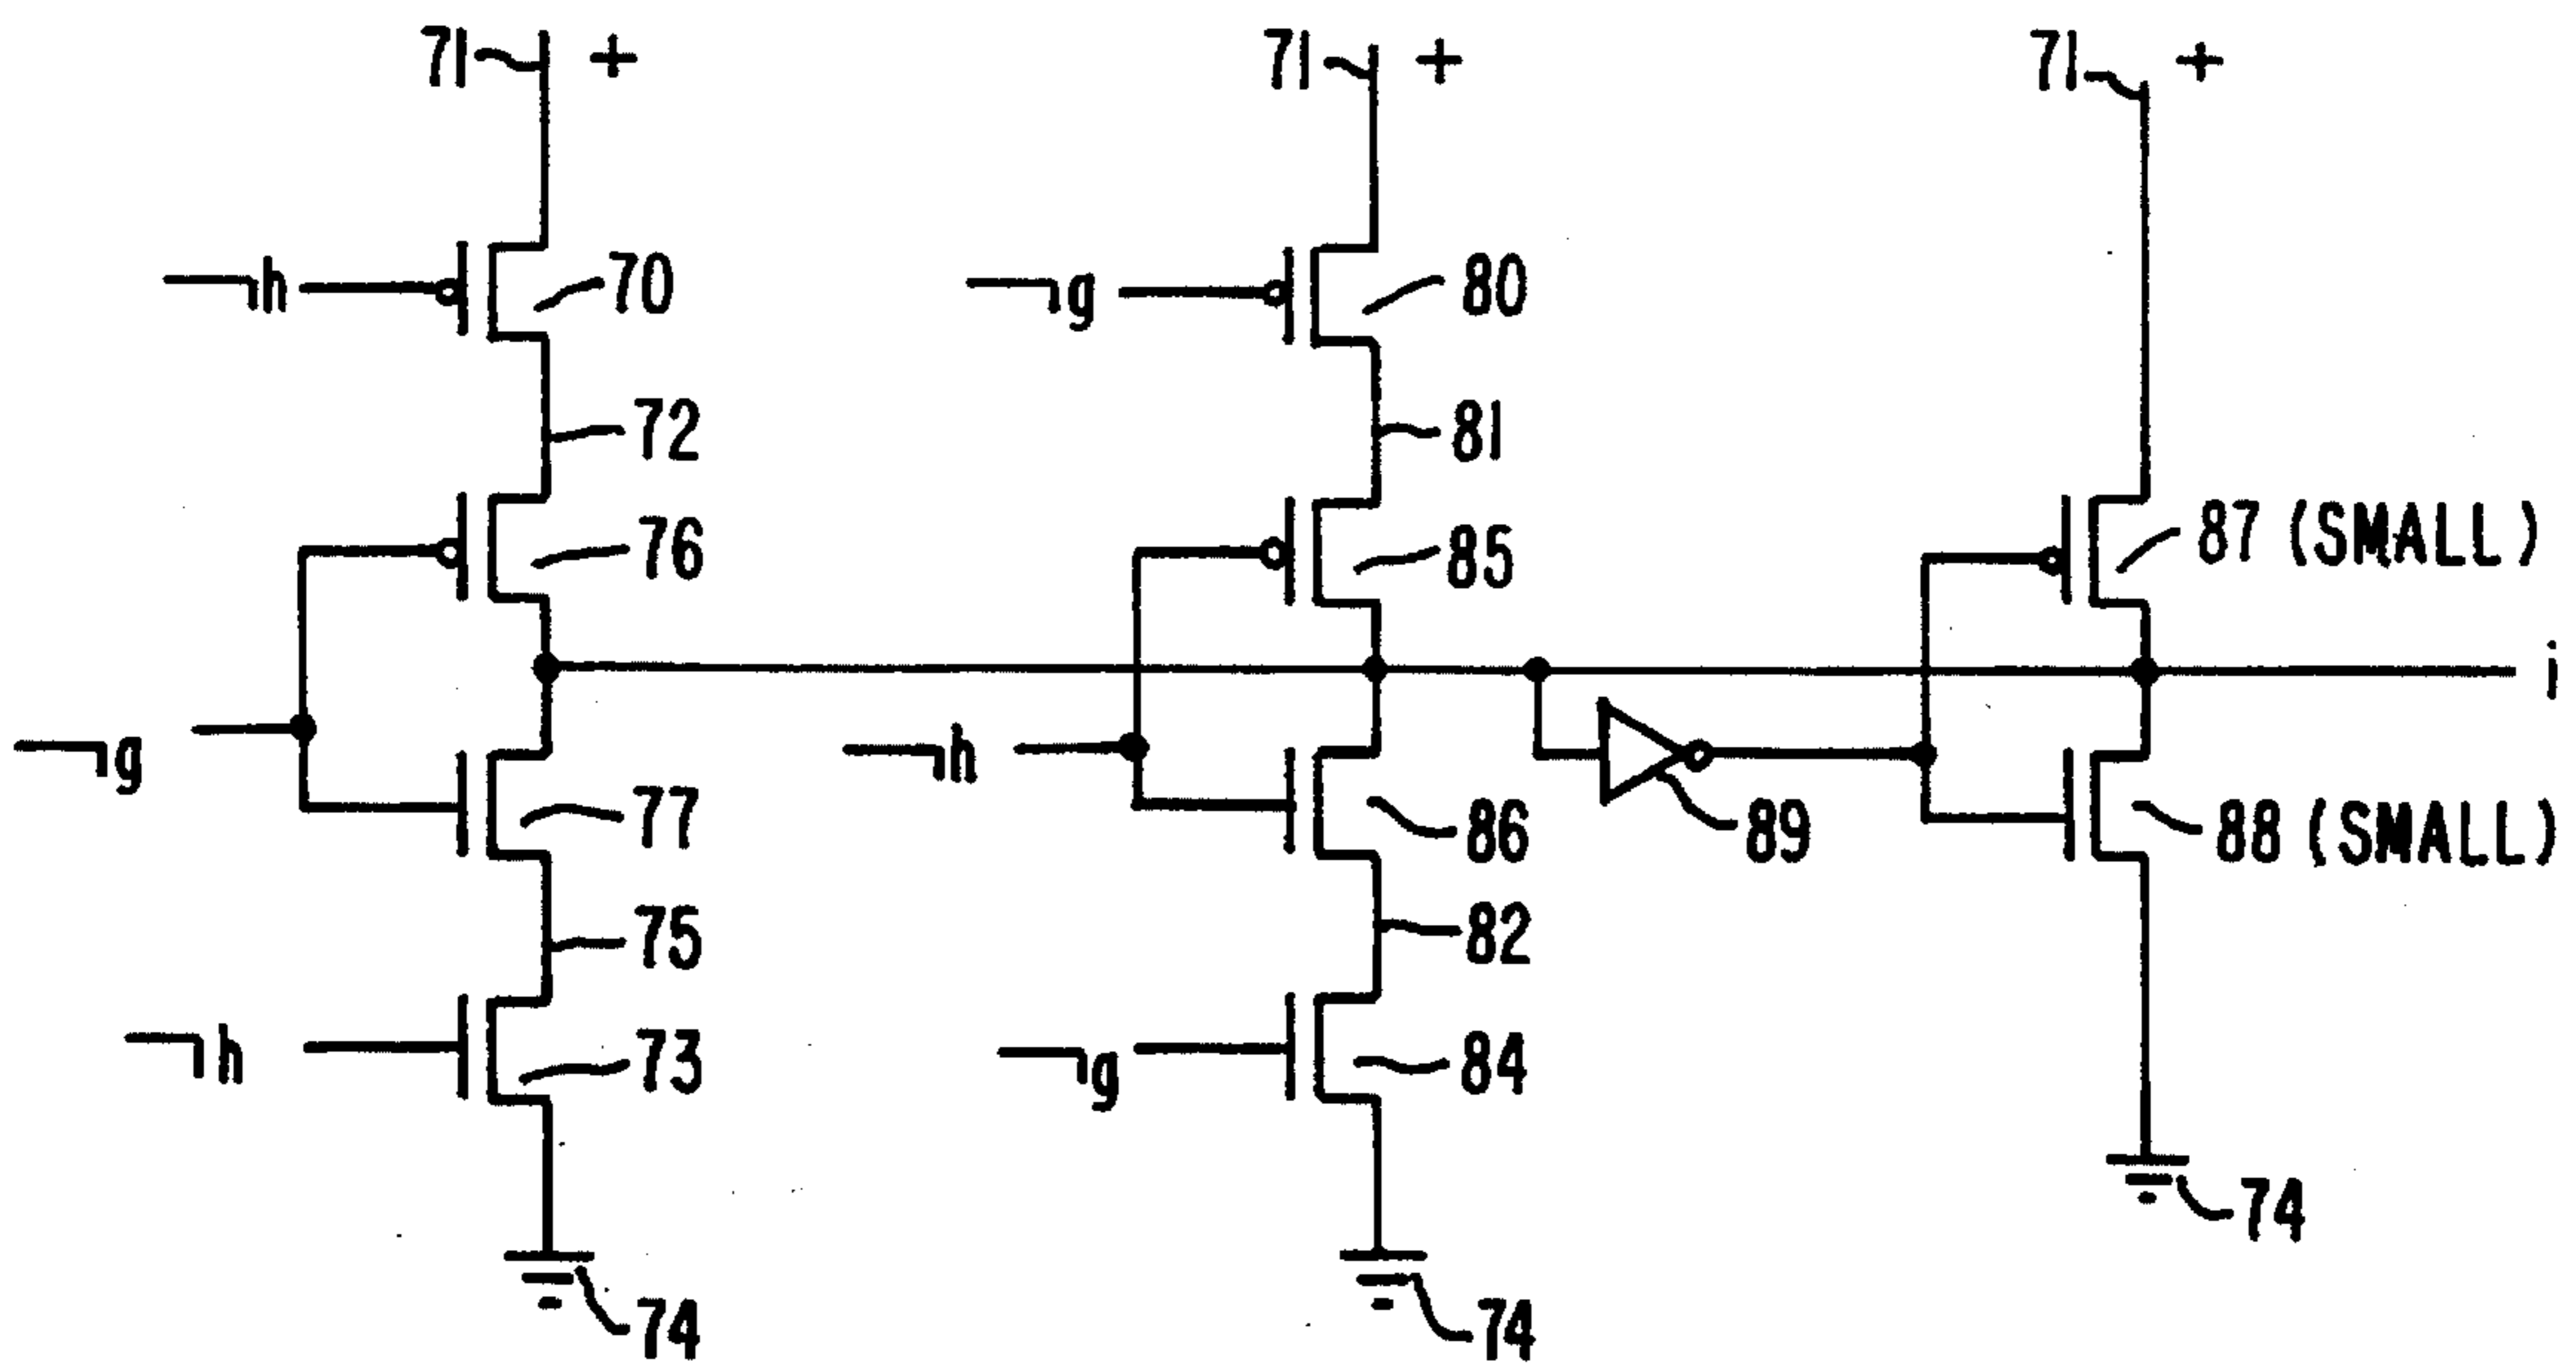 71 + 71 + 71 +
¬h 70 ¬g 80
72 81
76 85 87 (SMALL)
i
¬g ¬h
77 86 89 88 (SMALL)
75 82
¬h 73 ¬g 84
74
74 74